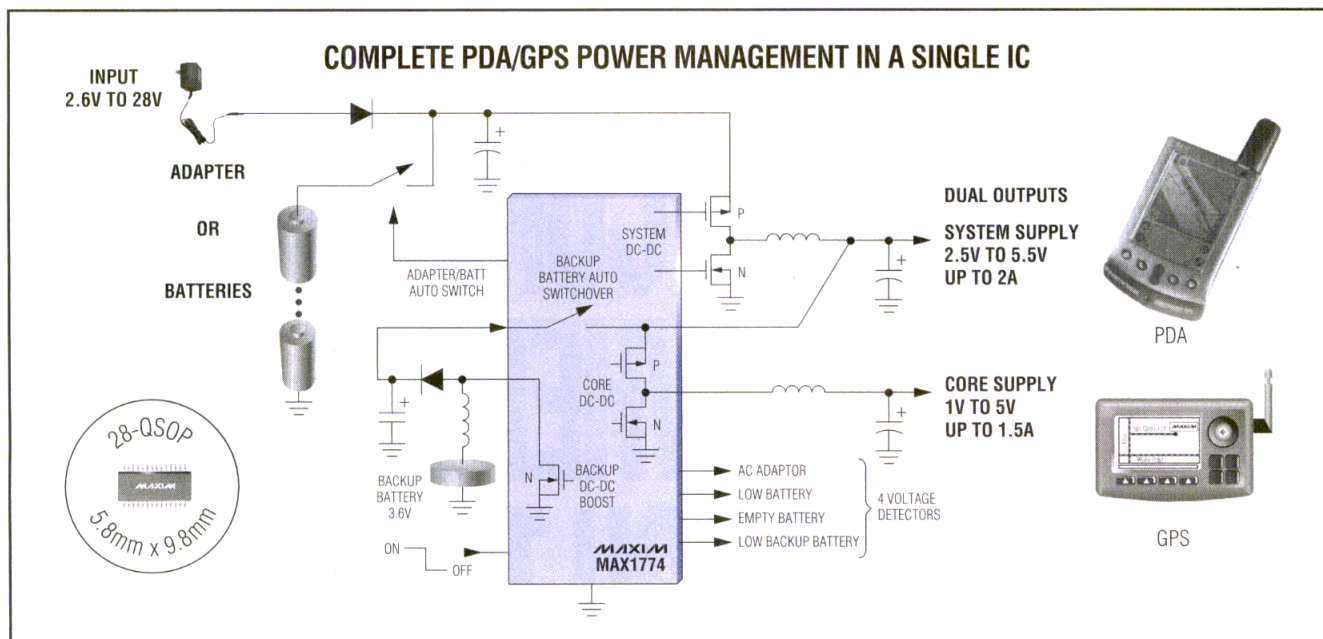 COMPLETE PDA/GPS POWER MANAGEMENT IN A SINGLE IC
INPUT
2.6V TO 28V
ADAPTER
OR
BATTERIES
ADAPTER/BATT
AUTO SWITCH
BACKUP
BATTERY AUTO
SWITCHOVER
SYSTEM
DC-DC
P
N
DUAL OUTPUTS
SYSTEM SUPPLY
2.5V TO 5.5V
UP TO 2A
PDA
CORE
DC-DC
P
N
CORE SUPPLY
1V TO 5V
UP TO 1.5A
28-QSOP
MAXIM
5.8mm x 9.8mm
+
+
+
+
BACKUP
BATTERY
3.6V
N
BACKUP
DC-DC
BOOST
ON
OFF
AC ADAPTOR
LOW BATTERY
EMPTY BATTERY
LOW BACKUP BATTERY
4 VOLTAGE
DETECTORS
MAXIM
MAX1774
MAXIM
GPS